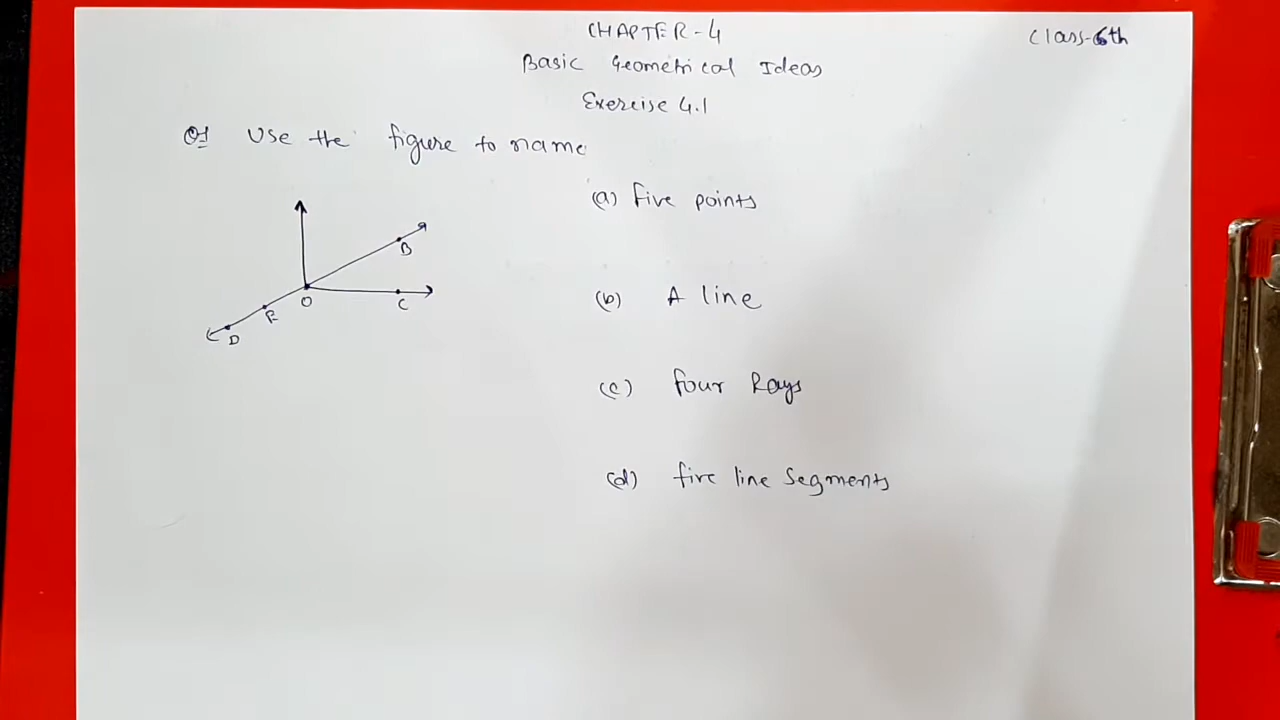 CHAPTER-4
Class-6th
Basic Geometrical Ideas
Exercise 4.1
Q1 Use the figure to name
(a) five points
B
O
C
E
D
(b) A line
(c) four Rays
(d) five line segments